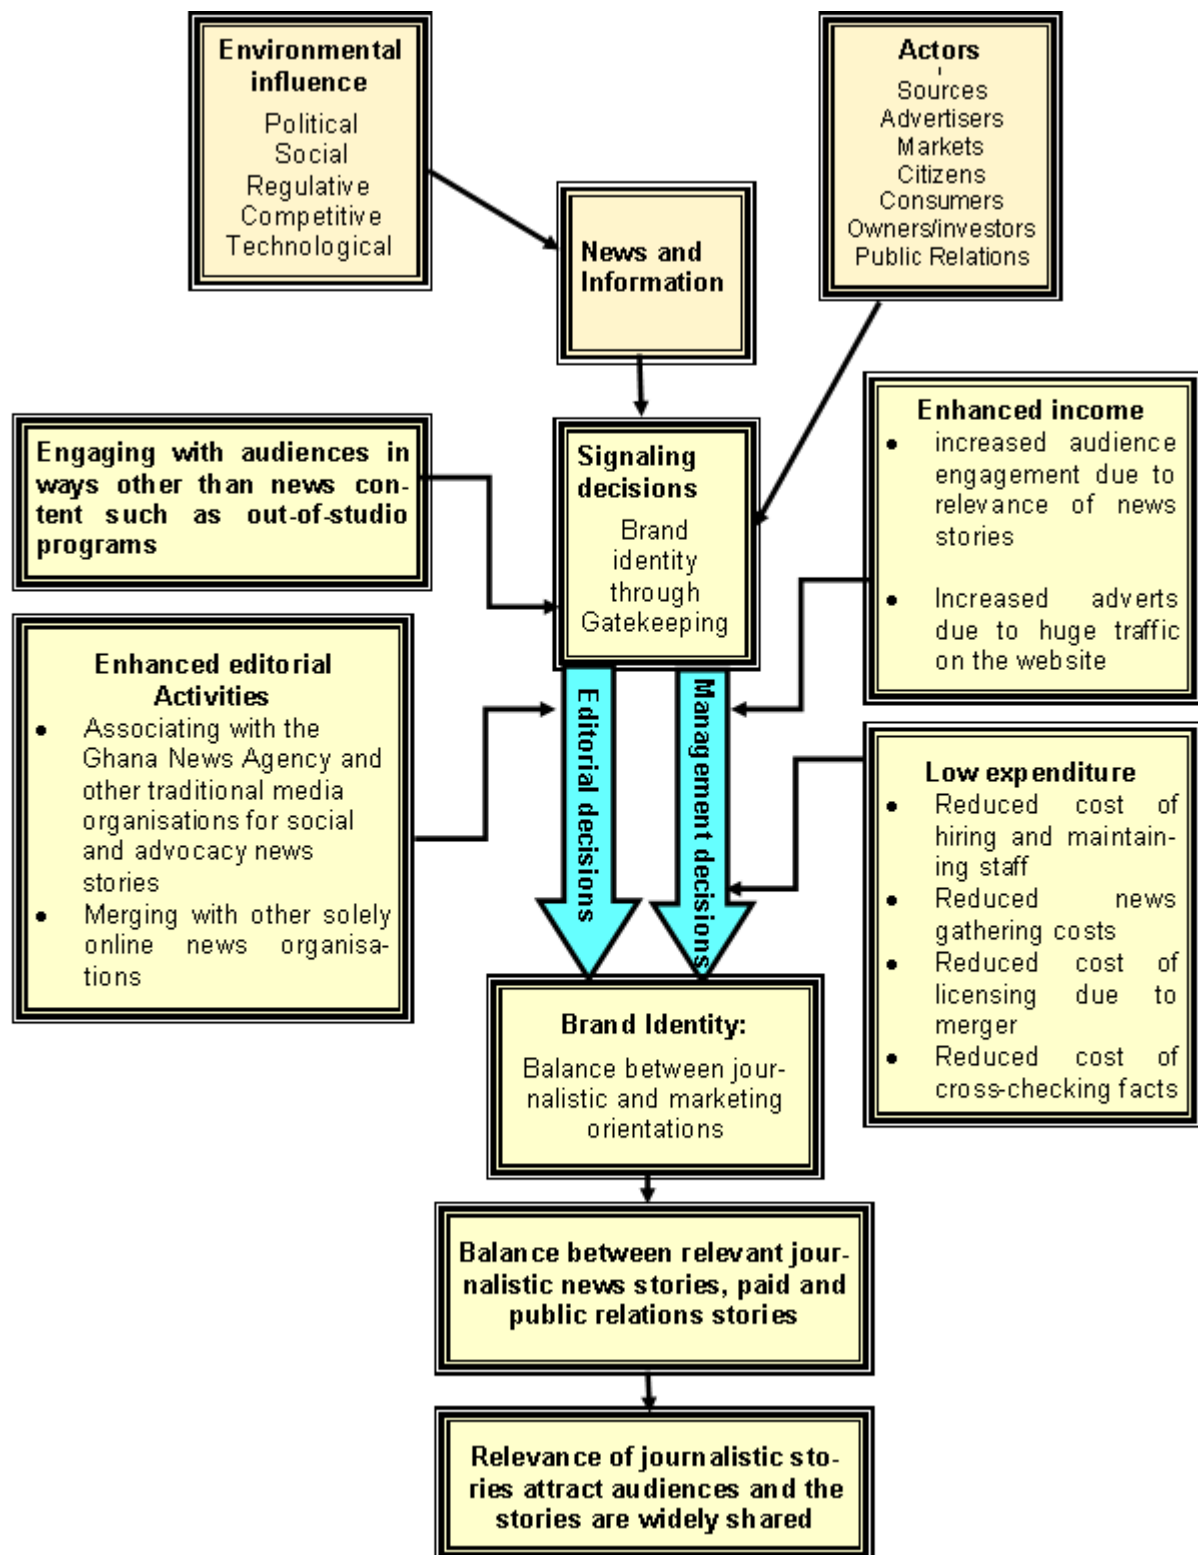 Environmental
influence
Political
Social
Regulative
Competitive
Technological
Actors
Sources
Advertisers
Markets
Citizens
Consumers
Owners/investors
Public Relations
News and
Information
Engaging with audiences in
ways other than news con-
tent such as out-of-studio
programs
Signaling
decisions
Brand
identity
through
Gatekeeping
Enhanced income
• increased audience
engagement due to
relevance of news
stories
• Increased adverts
due to huge traffic
on the website
Enhanced editorial
Activities
• Associating with the
Ghana News Agency and
other traditional media
organisations for social
and advocacy news
stories
• Merging with other solely
online news organisa-
tions
Editorial decisions
Management decisions
Low expenditure
• Reduced cost of
hiring and maintain-
ing staff
• Reduced news
gathering costs
• Reduced cost of
licensing due to
merger
• Reduced cost of
cross-checking facts
Brand Identity:
Balance between jour-
nalistic and marketing
orientations
Balance between relevant jour-
nalistic news stories, paid and
public relations stories
Relevance of journalistic sto-
ries attract audiences and the
stories are widely shared